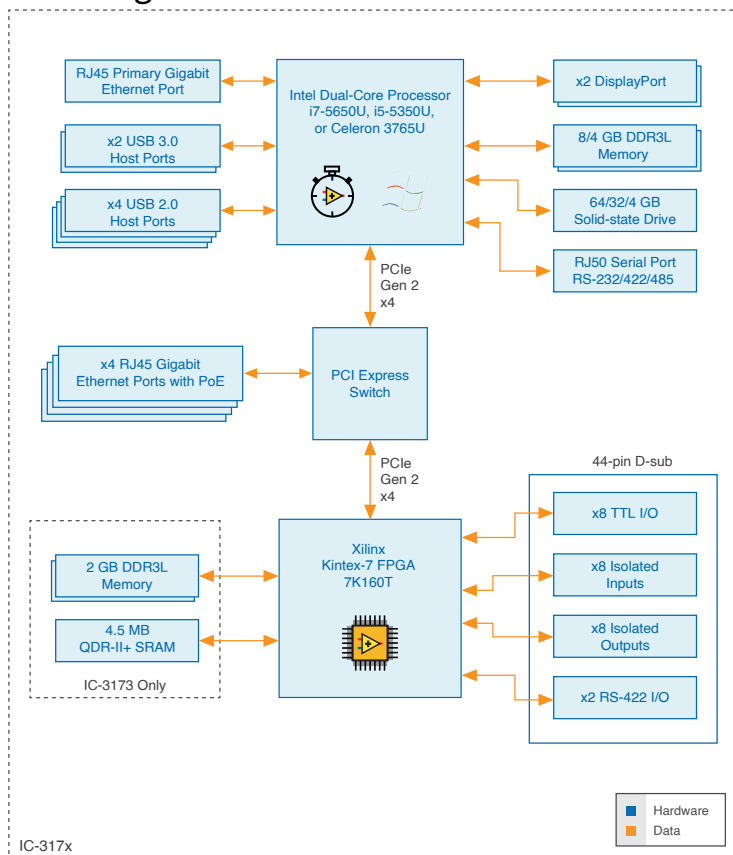 RJ45 Primary Gigabit
Ethernet Port
x2 USB 3.0
Host Ports
x4 USB 2.0
Host Ports
Intel Dual-Core Processor
i7-5650U, i5-5350U,
or Celeron 3765U
x2 DisplayPort
8/4 GB DDR3L
Memory
64/32/4 GB
Solid-state Drive
RJ50 Serial Port
RS-232/422/485
PCIe
Gen 2
x4
x4 RJ45 Gigabit
Ethernet Ports with PoE
PCI Express
Switch
PCIe
Gen 2
x4
44-pin D-sub
2 GB DDR3L
Memory
4.5 MB
QDR-II+ SRAM
IC-3173 Only
Xilinx
Kintex-7 FPGA
7K160T
x8 TTL I/O
x8 Isolated
Inputs
x8 Isolated
Outputs
x2 RS-422 I/O
Hardware
Data
IC-317x